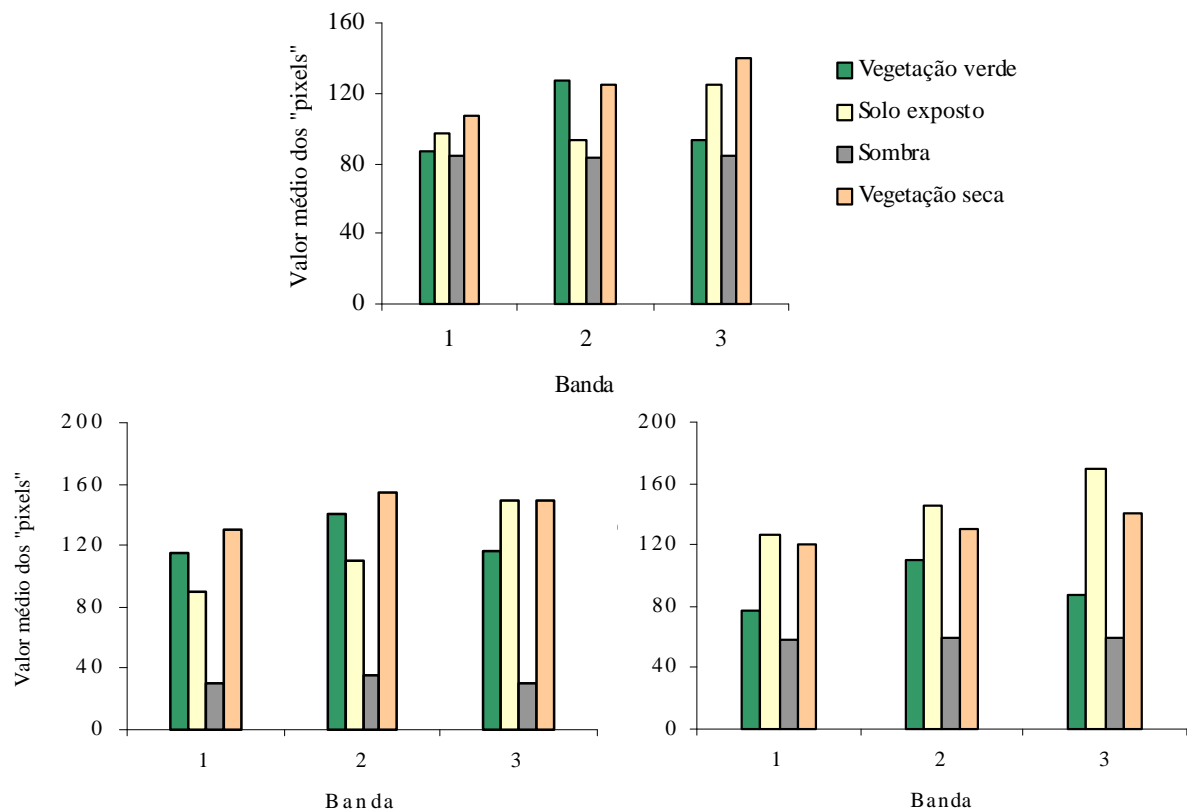 Valor médio dos "pixels"
160
120
80
40
0
1 2 3
Banda
Vegetação verde
Solo exposto
Sombra
Vegetação seca
Valor médio dos "pixels"
200
160
120
80
40
0
1 2 3
Banda
200
160
120
80
40
0
1 2 3
Banda